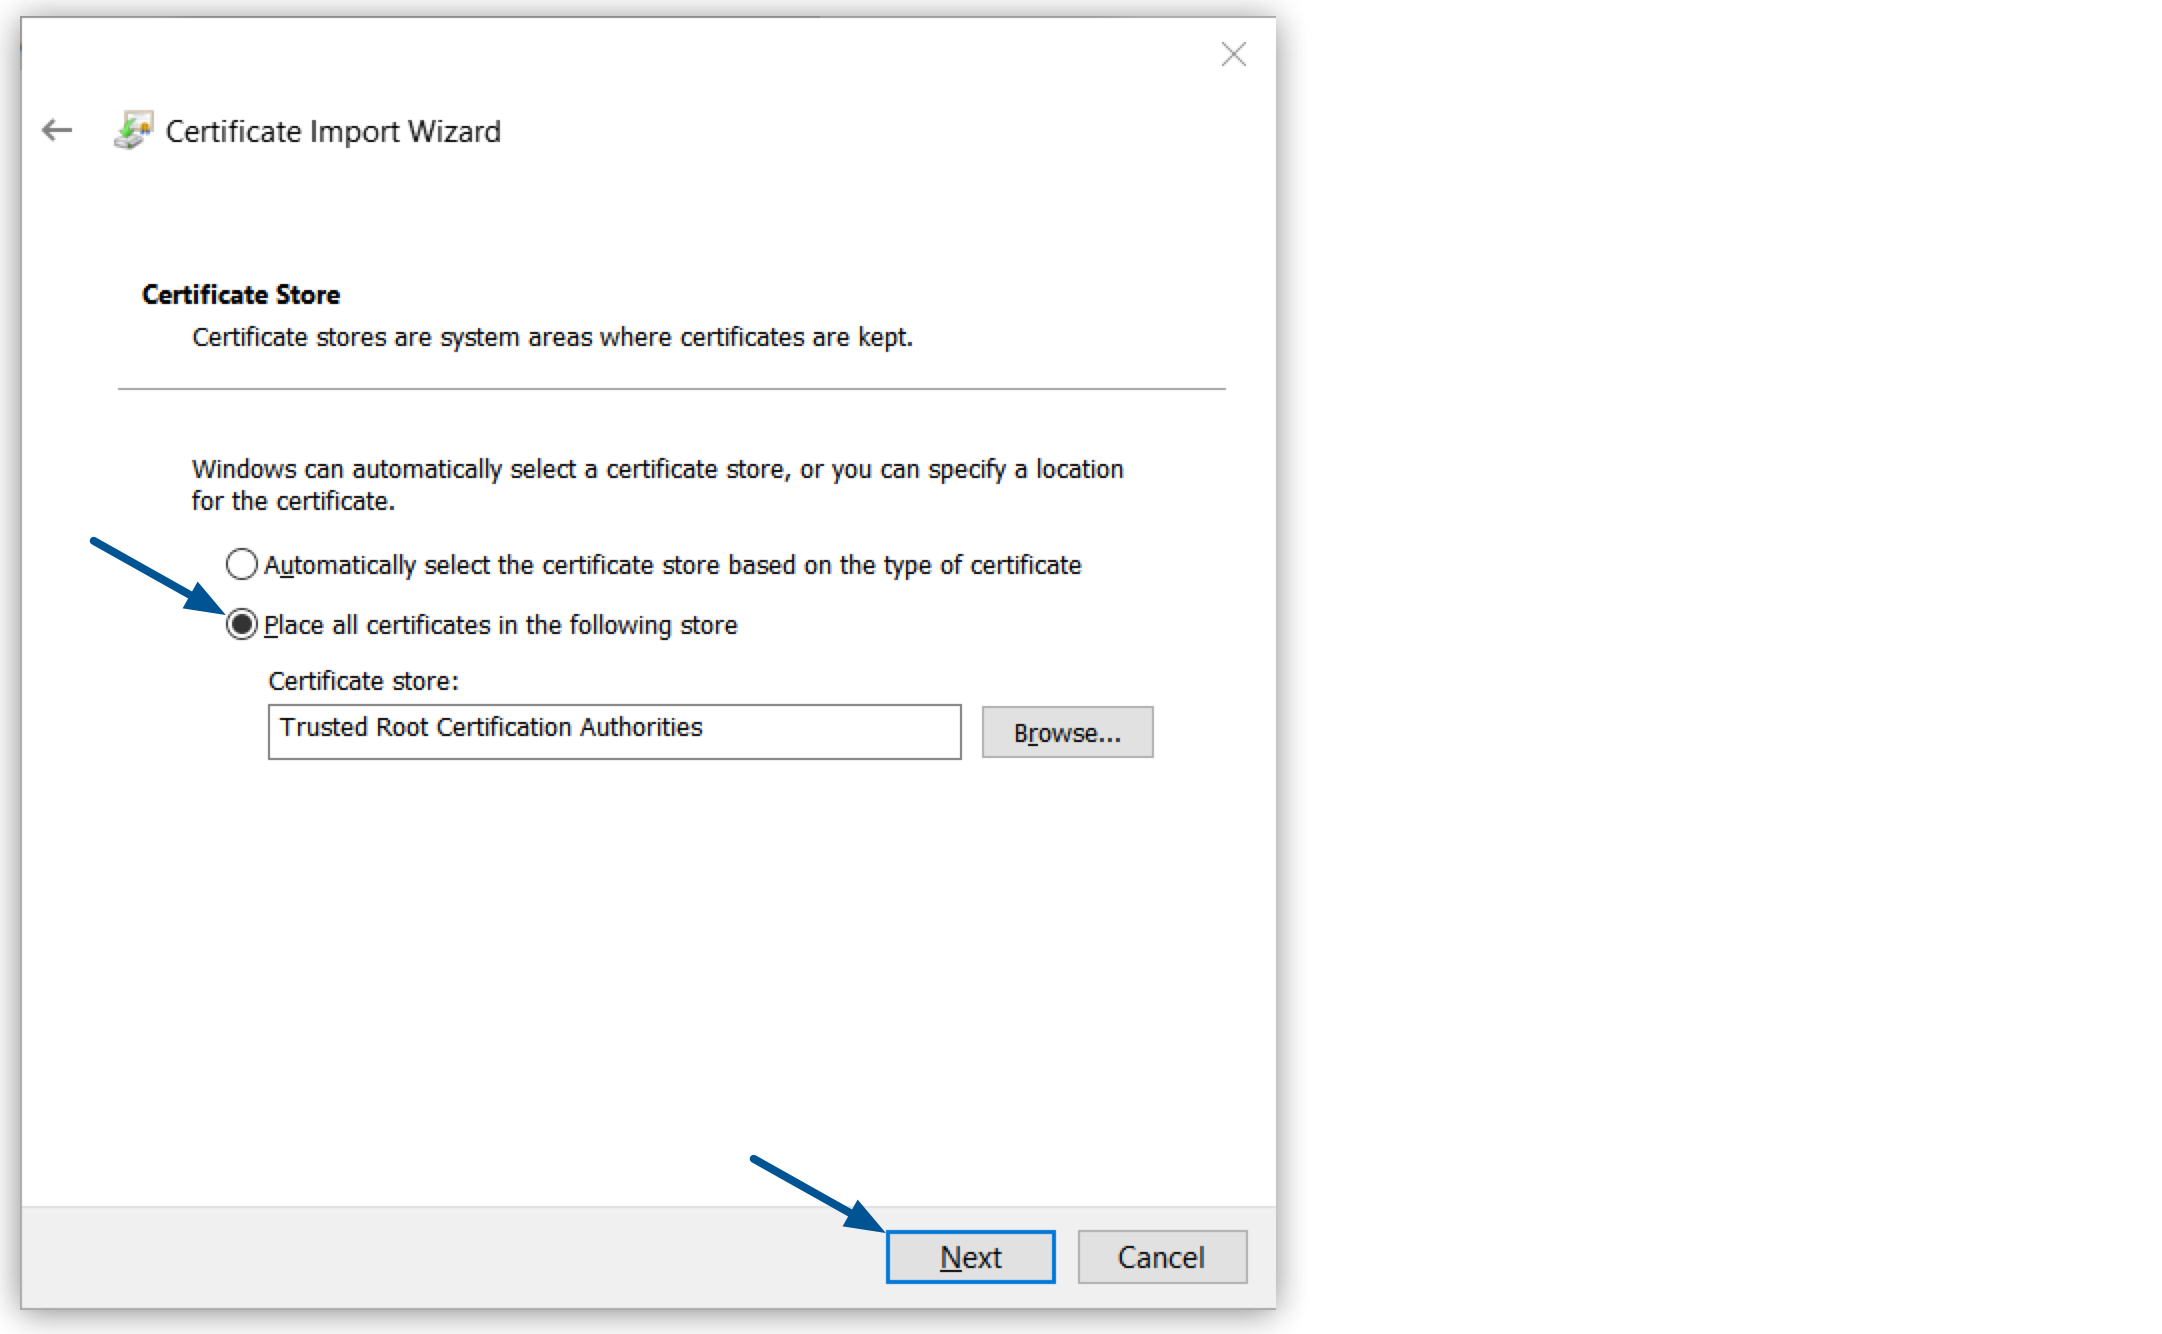 Certificate Import Wizard
Certificate Store
Certificate stores are system areas where certificates are kept.
Windows can automatically select a certificate store, or you can specify a location
for the certificate.
Automatically select the certificate store based on the type of certificate
Place all certificates in the following store
Certificate store:
Trusted Root Certification Authorities
Browse...
Next
Cancel